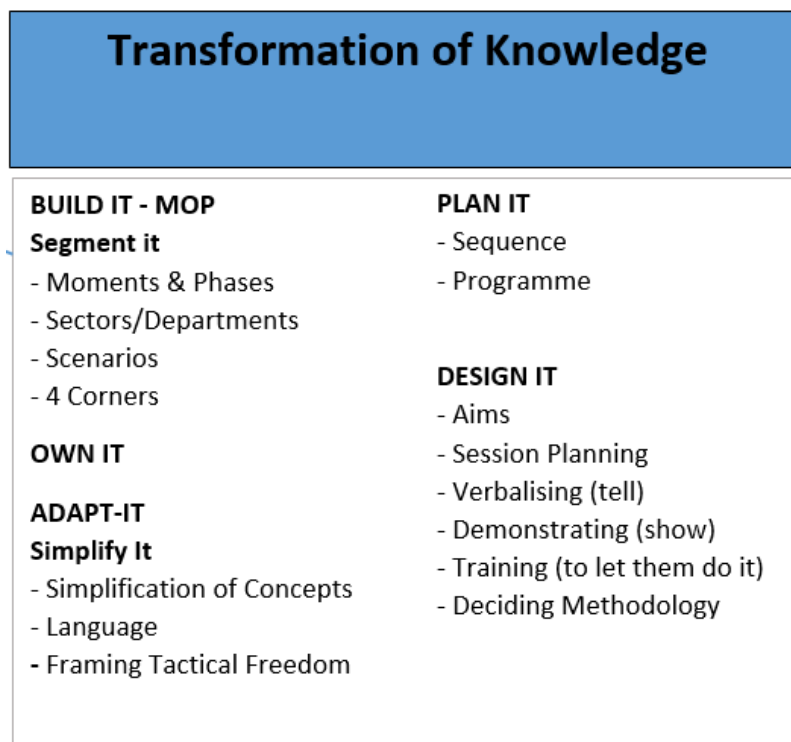 Transformation of Knowledge
BUILD IT - MOP
Segment it
- Moments & Phases
- Sectors/Departments
- Scenarios
- 4 Corners
OWN IT
ADAPT-IT
Simplify It
- Simplification of Concepts
- Language
- Framing Tactical Freedom
PLAN IT
- Sequence
- Programme
DESIGN IT
- Aims
- Session Planning
- Verbalising (tell)
- Demonstrating (show)
- Training (to let them do it)
- Deciding Methodology